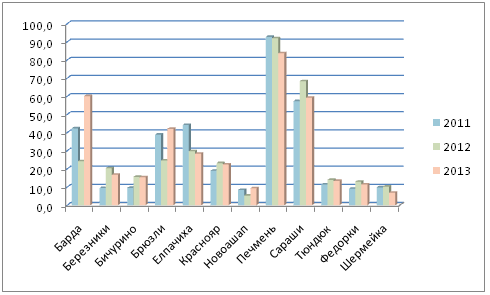 100,0
90,0
80,0
70,0
60,0
50,0
40,0
30,0
20,0
10,0
0,0
Барда
Березники
Бичурино
Брюзли
Елпачиха
Краснояр
Новоашап
Печмень
Сараши
Тюндюк
Федорки
Шермейка
2011
2012
2013